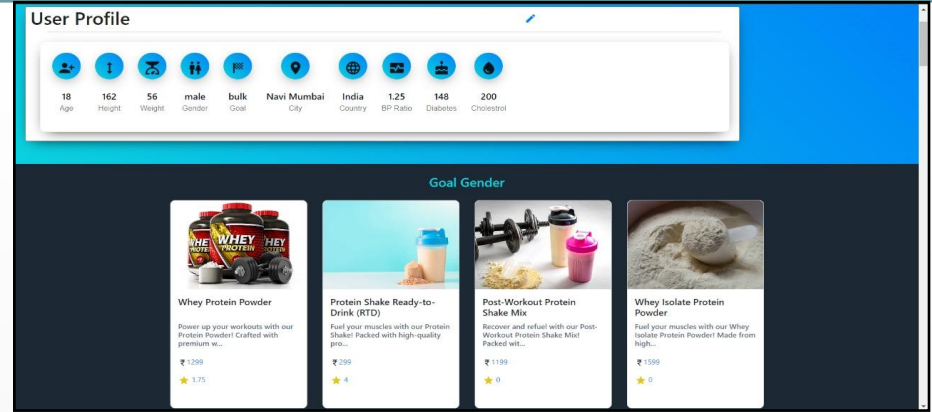 User Profile
18 162 56 male bulk Navi Mumbai India 1.25 148 200
Age Height Weight Gender Goal City Country BP Ratio Diabetes Cholestrol
Goal Gender
WHEY PROTEIN
Whey Protein Powder
Power up your workouts with our
Protein Powder! Crafted with
premium w...
₹ 1299
1.75
Protein Shake Ready-to-
Drink (RTD)
Fuel your muscles with our Protein
Shake! Packed with high-quality
pro...
₹ 299
4
Post-Workout Protein
Shake Mix
Recover and refuel with our Post-
Workout Protein Shake Mix!
Packed wit...
₹ 1199
0
Whey Isolate Protein
Powder
Fuel your muscles with our Whey
Isolate Protein Powder! Made from
high...
₹ 1599
0